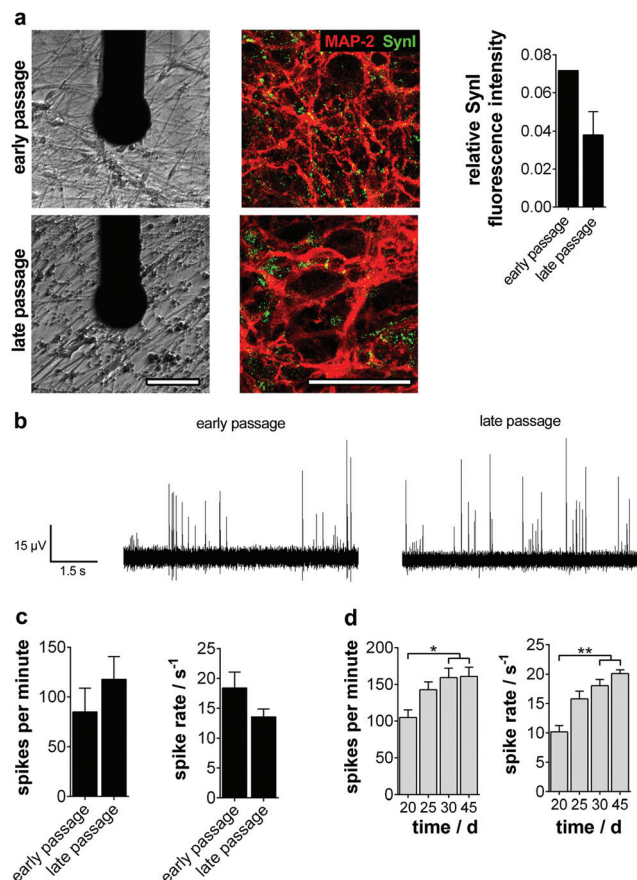 a
early passage
late passage
MAP-2 SynI
relative SynI
fluorescence intensity
0.08
0.06
0.04
0.02
0.00
early passage
late passage
b
early passage
late passage
15 µV
1.5 s
c
spikes per minute
150
100
50
0
early passage
late passage
spike rate / s⁻¹
25
20
15
10
5
0
early passage
late passage
d
spikes per minute
200
150
100
50
0
*
20 25 30 45
time / d
spike rate / s⁻¹
25
20
15
10
5
0
**
20 25 30 45
time / d